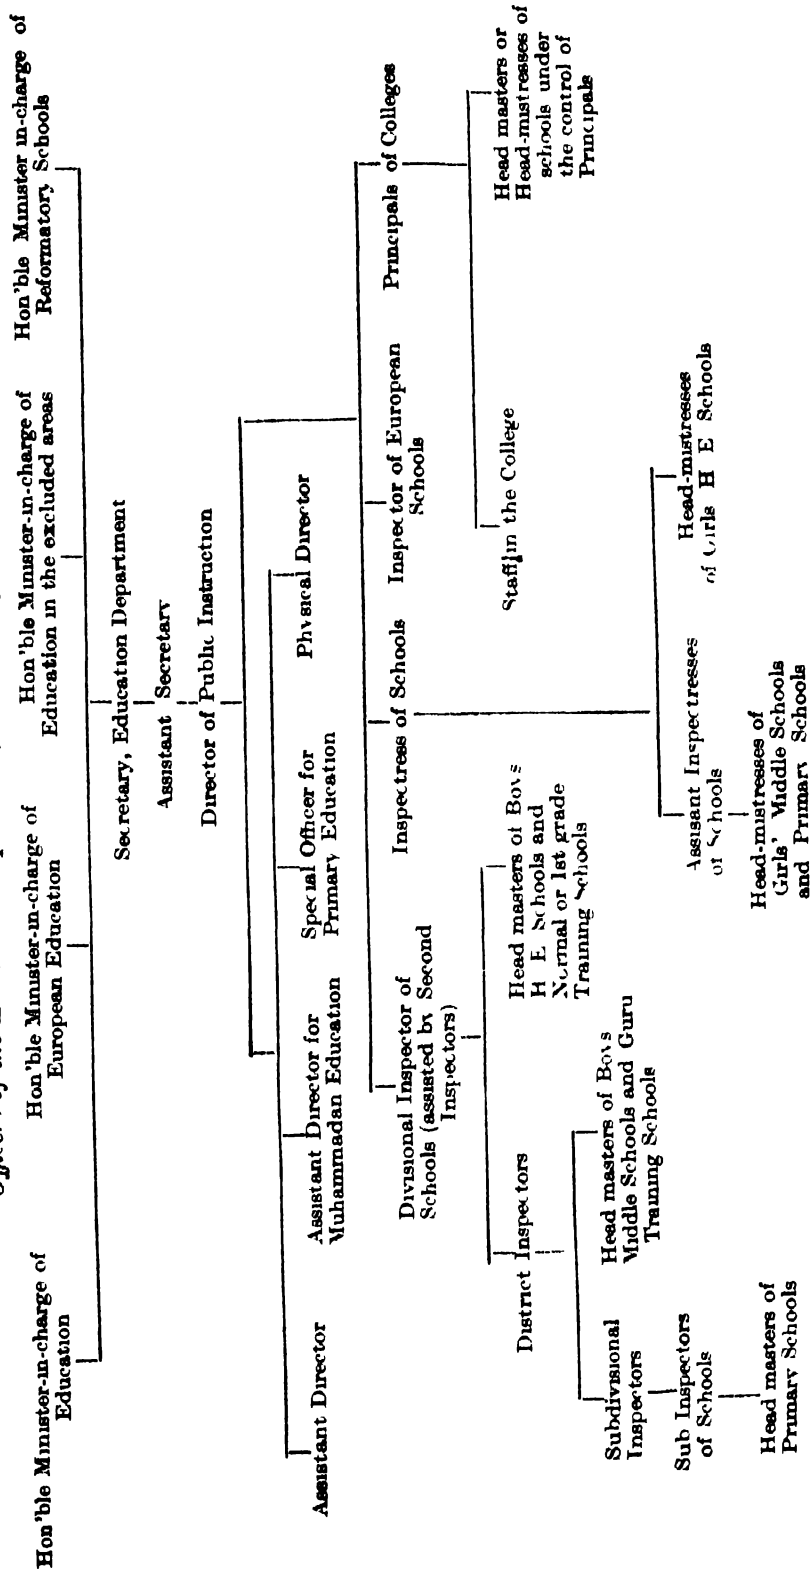 Hon'ble Minister-in-charge of
Education
Hon'ble Minister-in-charge of
European Education
Hon'ble Minister-in-charge of
Education in the excluded areas
Hon'ble Minister in-charge of
Reformatory Schools
Secretary, Education Department
Assistant Secretary
Director of Public Instruction
Assistant Director
Assistant Director for
Muhammadan Education
Special Officer for
Primary Education
Physical Director
Divisional Inspector of
Schools (assisted by Second
Inspectors)
Inspectress of Schools
Inspector of European
Schools
Principals of Colleges
District Inspectors
Head masters of Boys
H E Schools and
Normal or 1st grade
Training Schools
Staff in the College
Head masters or
Head-mistresses of
schools under
the control of
Principals
Subdivisional
Inspectors
Head masters of Boys
Middle Schools and Guru
Training Schools
Assisant Inspectresses
of Schools
Head-mistresses
of Girls H E Schools
Sub Inspectors
of Schools
Head-mistresses of
Girls' Middle Schools
and Primary Schools
Head masters of
Primary Schools